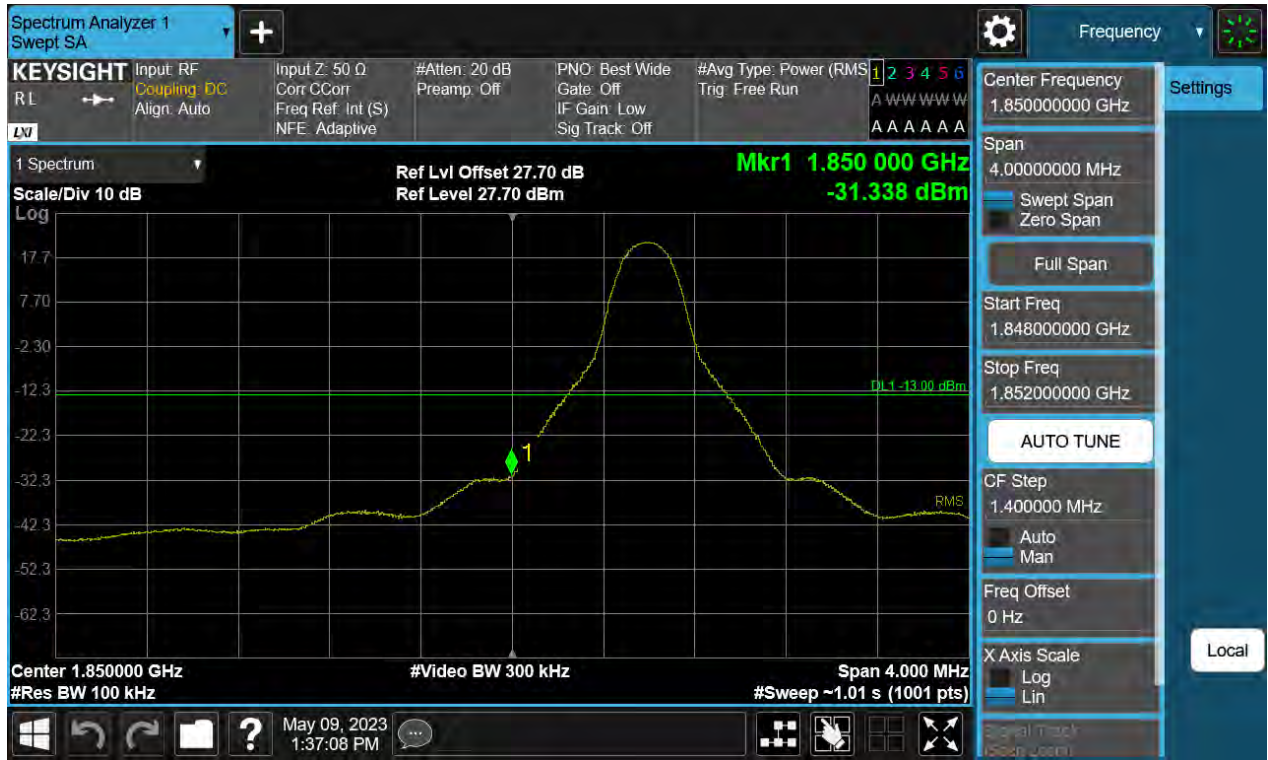 Spectrum Analyzer 1
Swept SA
Frequency
KEYSIGHT
RL
LXI
Input: RF
Coupling: DC
Align: Auto
Input Z: 50 Ω
Corr CCorr
Freq Ref: Int (S)
NFE: Adaptive
#Atten: 20 dB
Preamp: Off
PNO: Best Wide
Gate: Off
IF Gain: Low
Sig Track: Off
#Avg Type: Power (RMS
Trig: Free Run
1 2 3 4 5 6
A W W W W W
A A A A A A
1 Spectrum
Scale/Div 10 dB
Ref Lvl Offset 27.70 dB
Ref Level 27.70 dBm
Mkr1 1.850 000 GHz
-31.338 dBm
Log
17.7
7.70
-2.30
-12.3
-22.3
-32.3
-42.3
-52.3
-62.3
DL1 -13.00 dBm
1
RMS
Center 1.850000 GHz
#Res BW 100 kHz
#Video BW 300 kHz
Span 4.000 MHz
#Sweep ~1.01 s (1001 pts)
Center Frequency
1.850000000 GHz
Settings
Span
4.00000000 MHz
Swept Span
Zero Span
Full Span
Start Freq
1.848000000 GHz
Stop Freq
1.852000000 GHz
AUTO TUNE
CF Step
1.400000 MHz
Auto
Man
Freq Offset
0 Hz
X Axis Scale
Log
Lin
Signal Track
(Span Zoom)
Local
?
May 09, 2023
1:37:08 PM